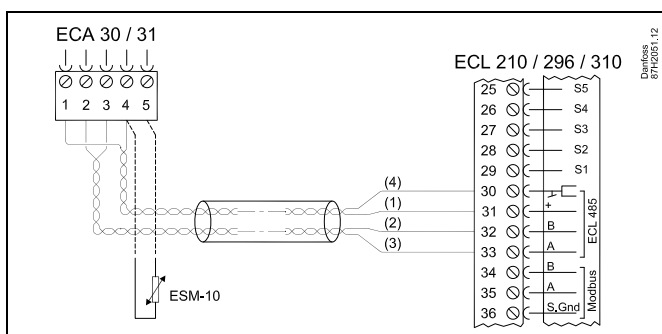 ECA 30 / 31
1 2 3 4 5
ESM-10
(4)
(1)
(2)
(3)
ECL 210 / 296 / 310
25 S5
26 S4
27 S3
28 S2
29 S1
30
31 +
32 B
33 A
ECL 485
34 B
35 A
36 S.Gnd
Modbus
Danfoss
87H2051.12